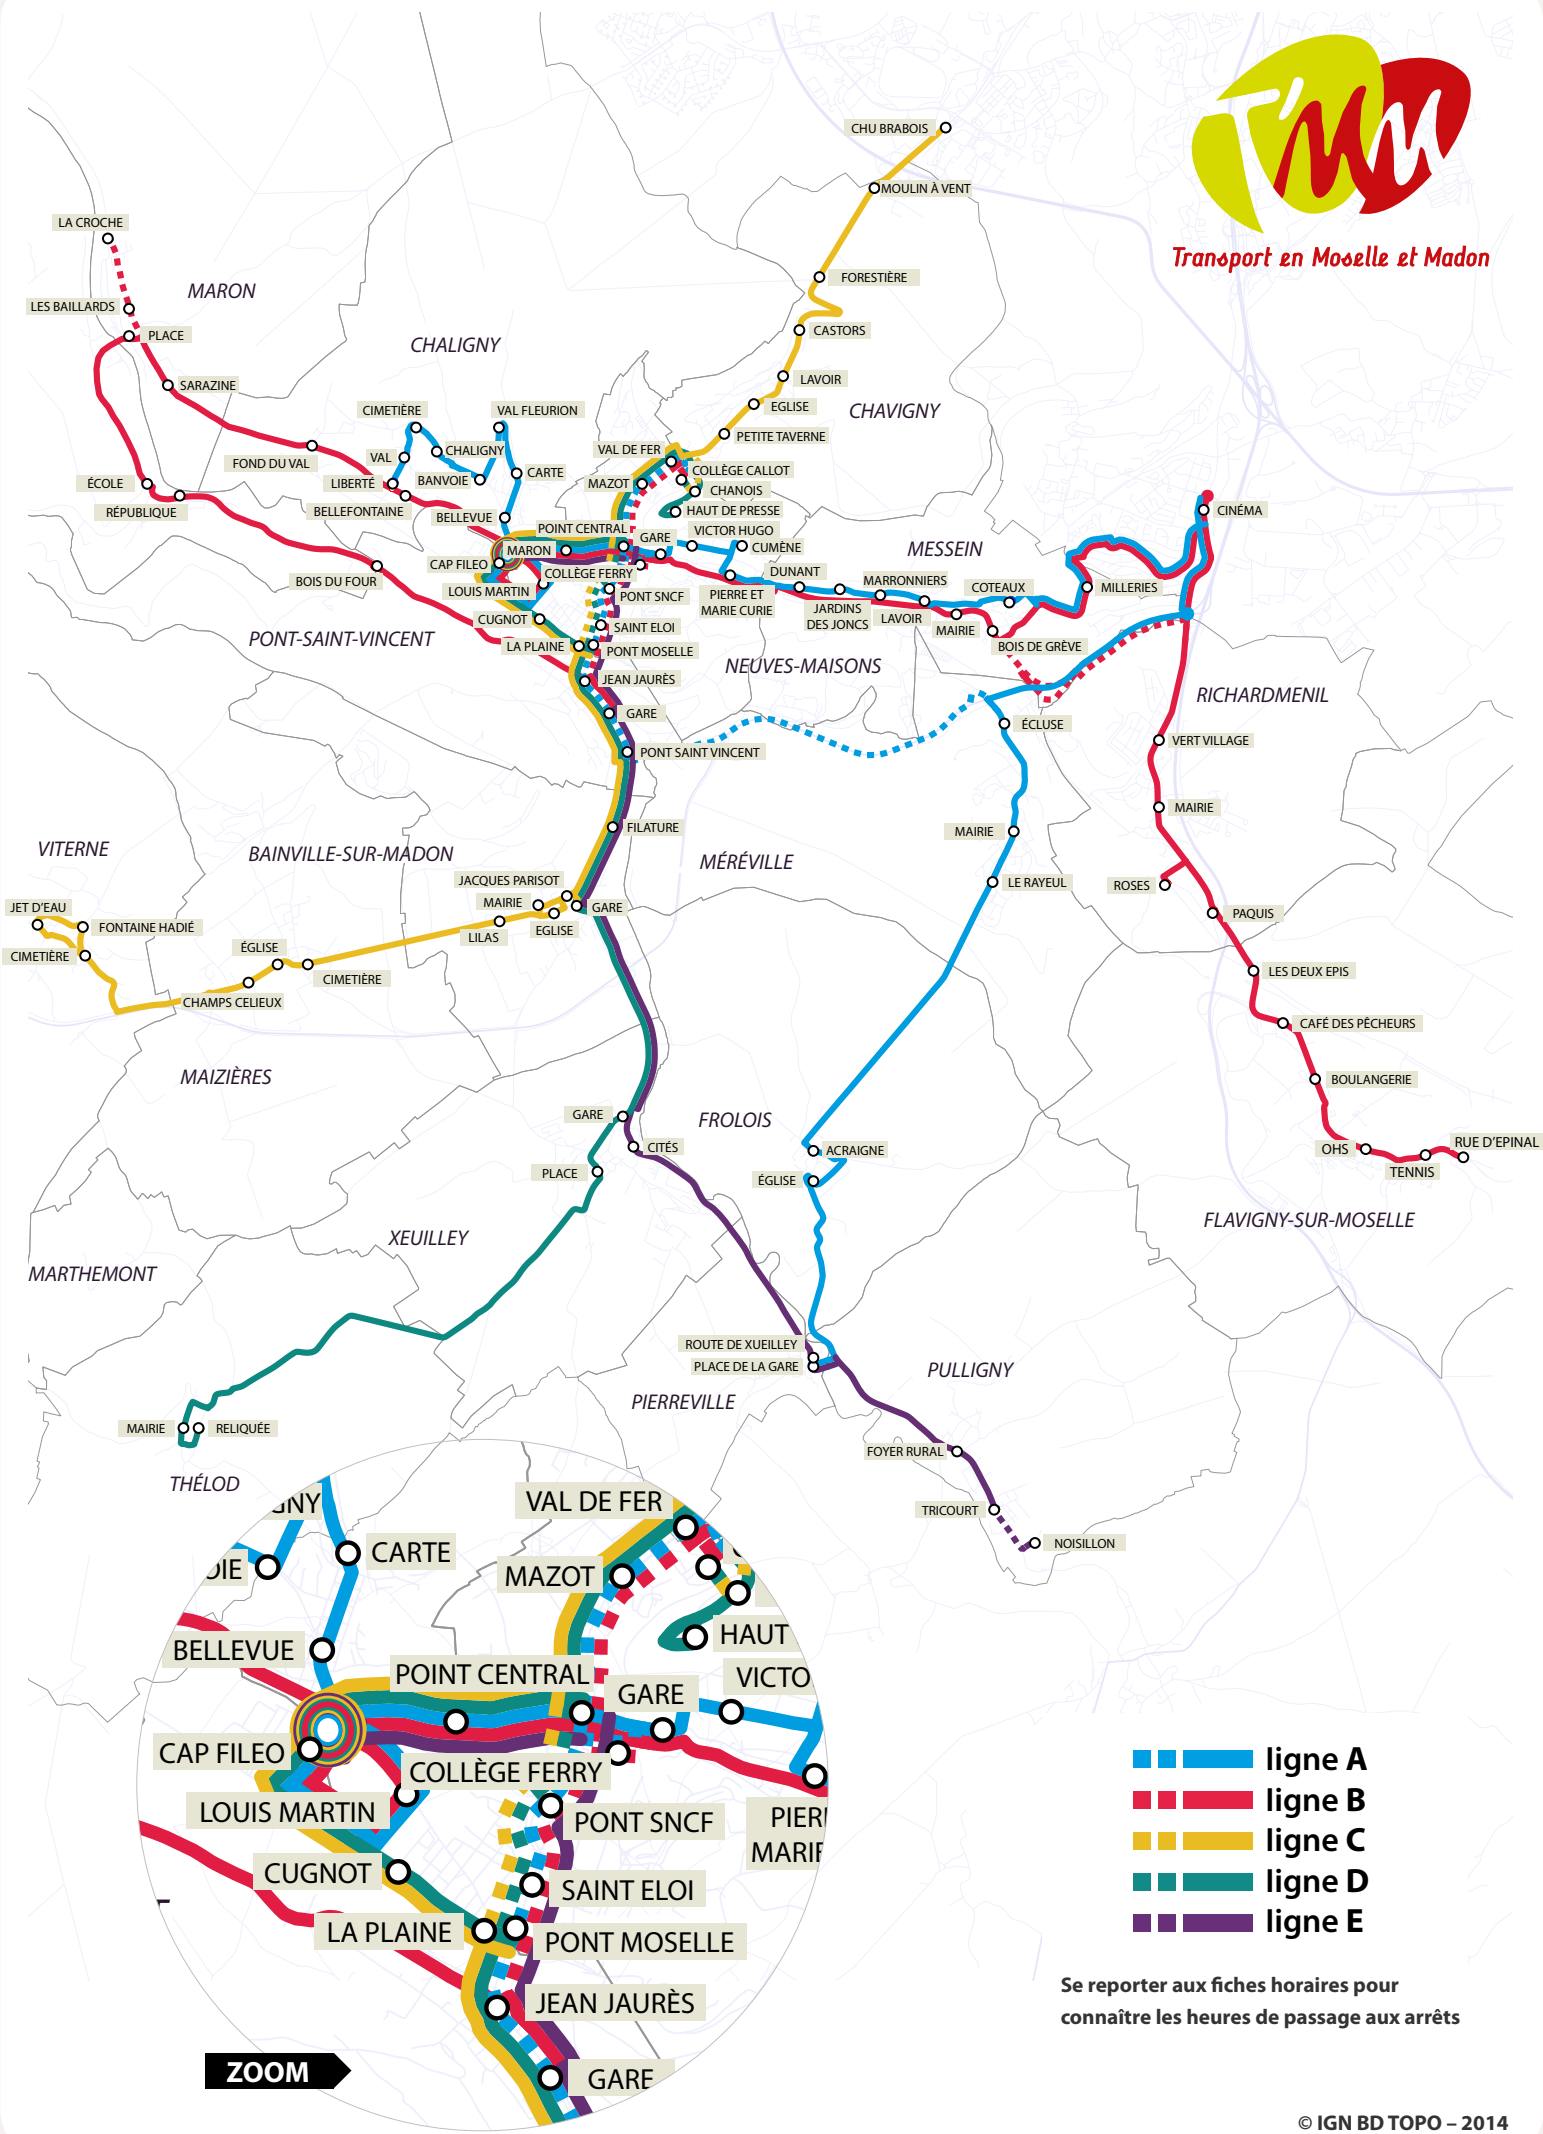 T'MM
Transport en Moselle et Madon
CHU BRABOIS
MOULIN À VENT
FORESTIÈRE
CASTORS
LAVOIR
EGLISE
CHAVIGNY
PETITE TAVERNE
LA CROCHE
MARON
LES BAILLARDS
PLACE
SARAZINE
CHALIGNY
CIMETIÈRE
VAL FLEURION
VAL
CHALIGNY
FOND DU VAL
LIBERTÉ
BANVOIE
CARTE
ÉCOLE
RÉPUBLIQUE
BELLEFONTAINE
BELLEVUE
VAL DE FER
COLLÈGE CALLOT
MAZOT
CHANOIS
HAUT DE PRESSE
POINT CENTRAL
GARE
VICTOR HUGO
CUMÈNE
MARON
CAP FILEO
COLLÈGE FERRY
LOUIS MARTIN
BOIS DU FOUR
PONT SNCF
CUGNOT
SAINT ELOI
LA PLAINE
PONT MOSELLE
JEAN JAURÈS
GARE
PONT SAINT VINCENT
PONT-SAINT-VINCENT
NEUVES-MAISONS
PIERRE ET
MARIE CURIE
DUNANT
JARDINS
DES JONCS
MARRONNIERS
LAVOIR
MESSEIN
COTEAUX
MAIRIE
BOIS DE GRÈVE
MILLERIES
CINÉMA
RICHARDMENIL
ÉCLUSE
VERT VILLAGE
MAIRIE
MAIRIE
LE RAYEUL
ROSES
PAQUIS
LES DEUX EPIS
CAFÉ DES PÊCHEURS
BOULANGERIE
OHS
TENNIS
RUE D'EPINAL
FLAVIGNY-SUR-MOSELLE
FILATURE
MÉRÉVILLE
VITERNE
BAINVILLE-SUR-MADON
JACQUES PARISOT
MAIRIE
GARE
EGLISE
LILAS
JET D'EAU
FONTAINE HADIÉ
CIMETIÈRE
ÉGLISE
CIMETIÈRE
CHAMPS CELIEUX
MAIZIÈRES
GARE
CITÉS
PLACE
FROLOIS
ACRAIGNE
ÉGLISE
XEUILLEY
MARTHEMONT
ROUTE DE XUEILLEY
PLACE DE LA GARE
PULLIGNY
PIERREVILLE
FOYER RURAL
TRICOURT
NOISILLON
MAIRIE
RELIQUÉE
THÉLOD
GNY
OIE
CARTE
VAL DE FER
MAZOT
HAUT
BELLEVUE
POINT CENTRAL
GARE
VICTO
CAP FILEO
COLLÈGE FERRY
LOUIS MARTIN
PONT SNCF
CUGNOT
SAINT ELOI
LA PLAINE
PONT MOSELLE
JEAN JAURÈS
GARE
PIER
MARIE
ZOOM
ligne A
ligne B
ligne C
ligne D
ligne E
Se reporter aux fiches horaires pour
connaître les heures de passage aux arrêts
© IGN BD TOPO – 2014